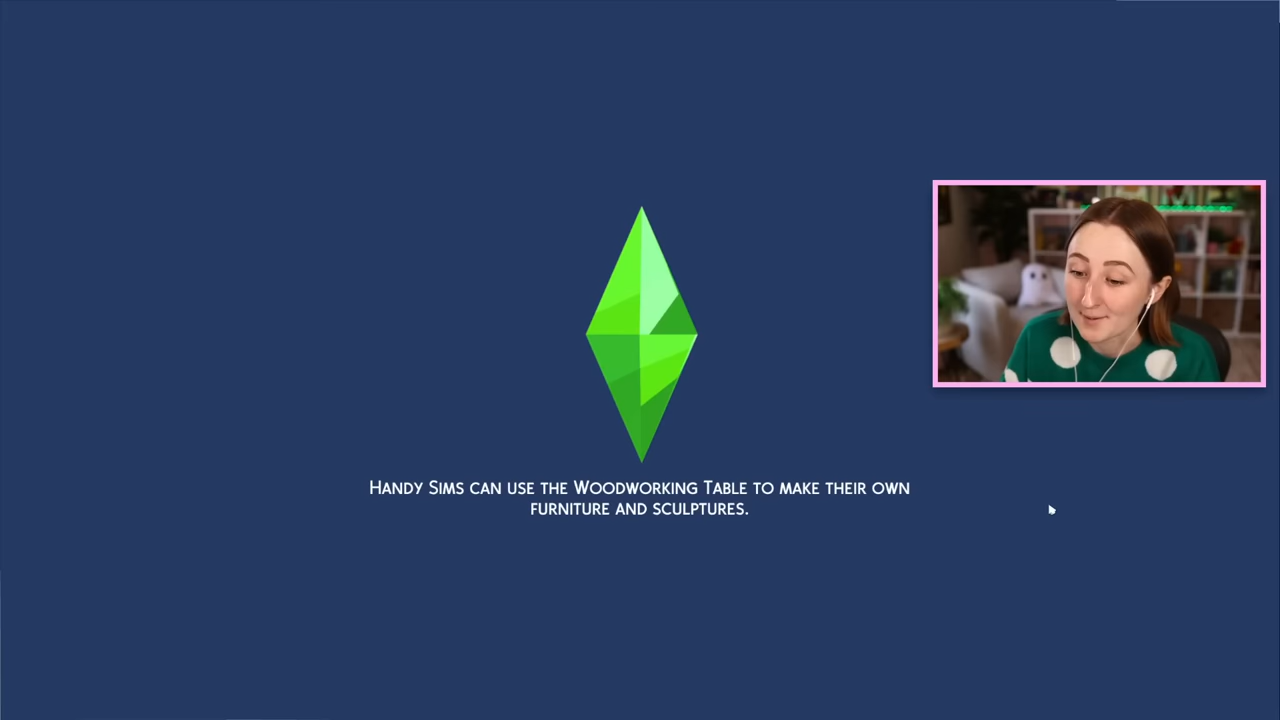 Handy Sims can use the Woodworking Table to make their own
furniture and sculptures.